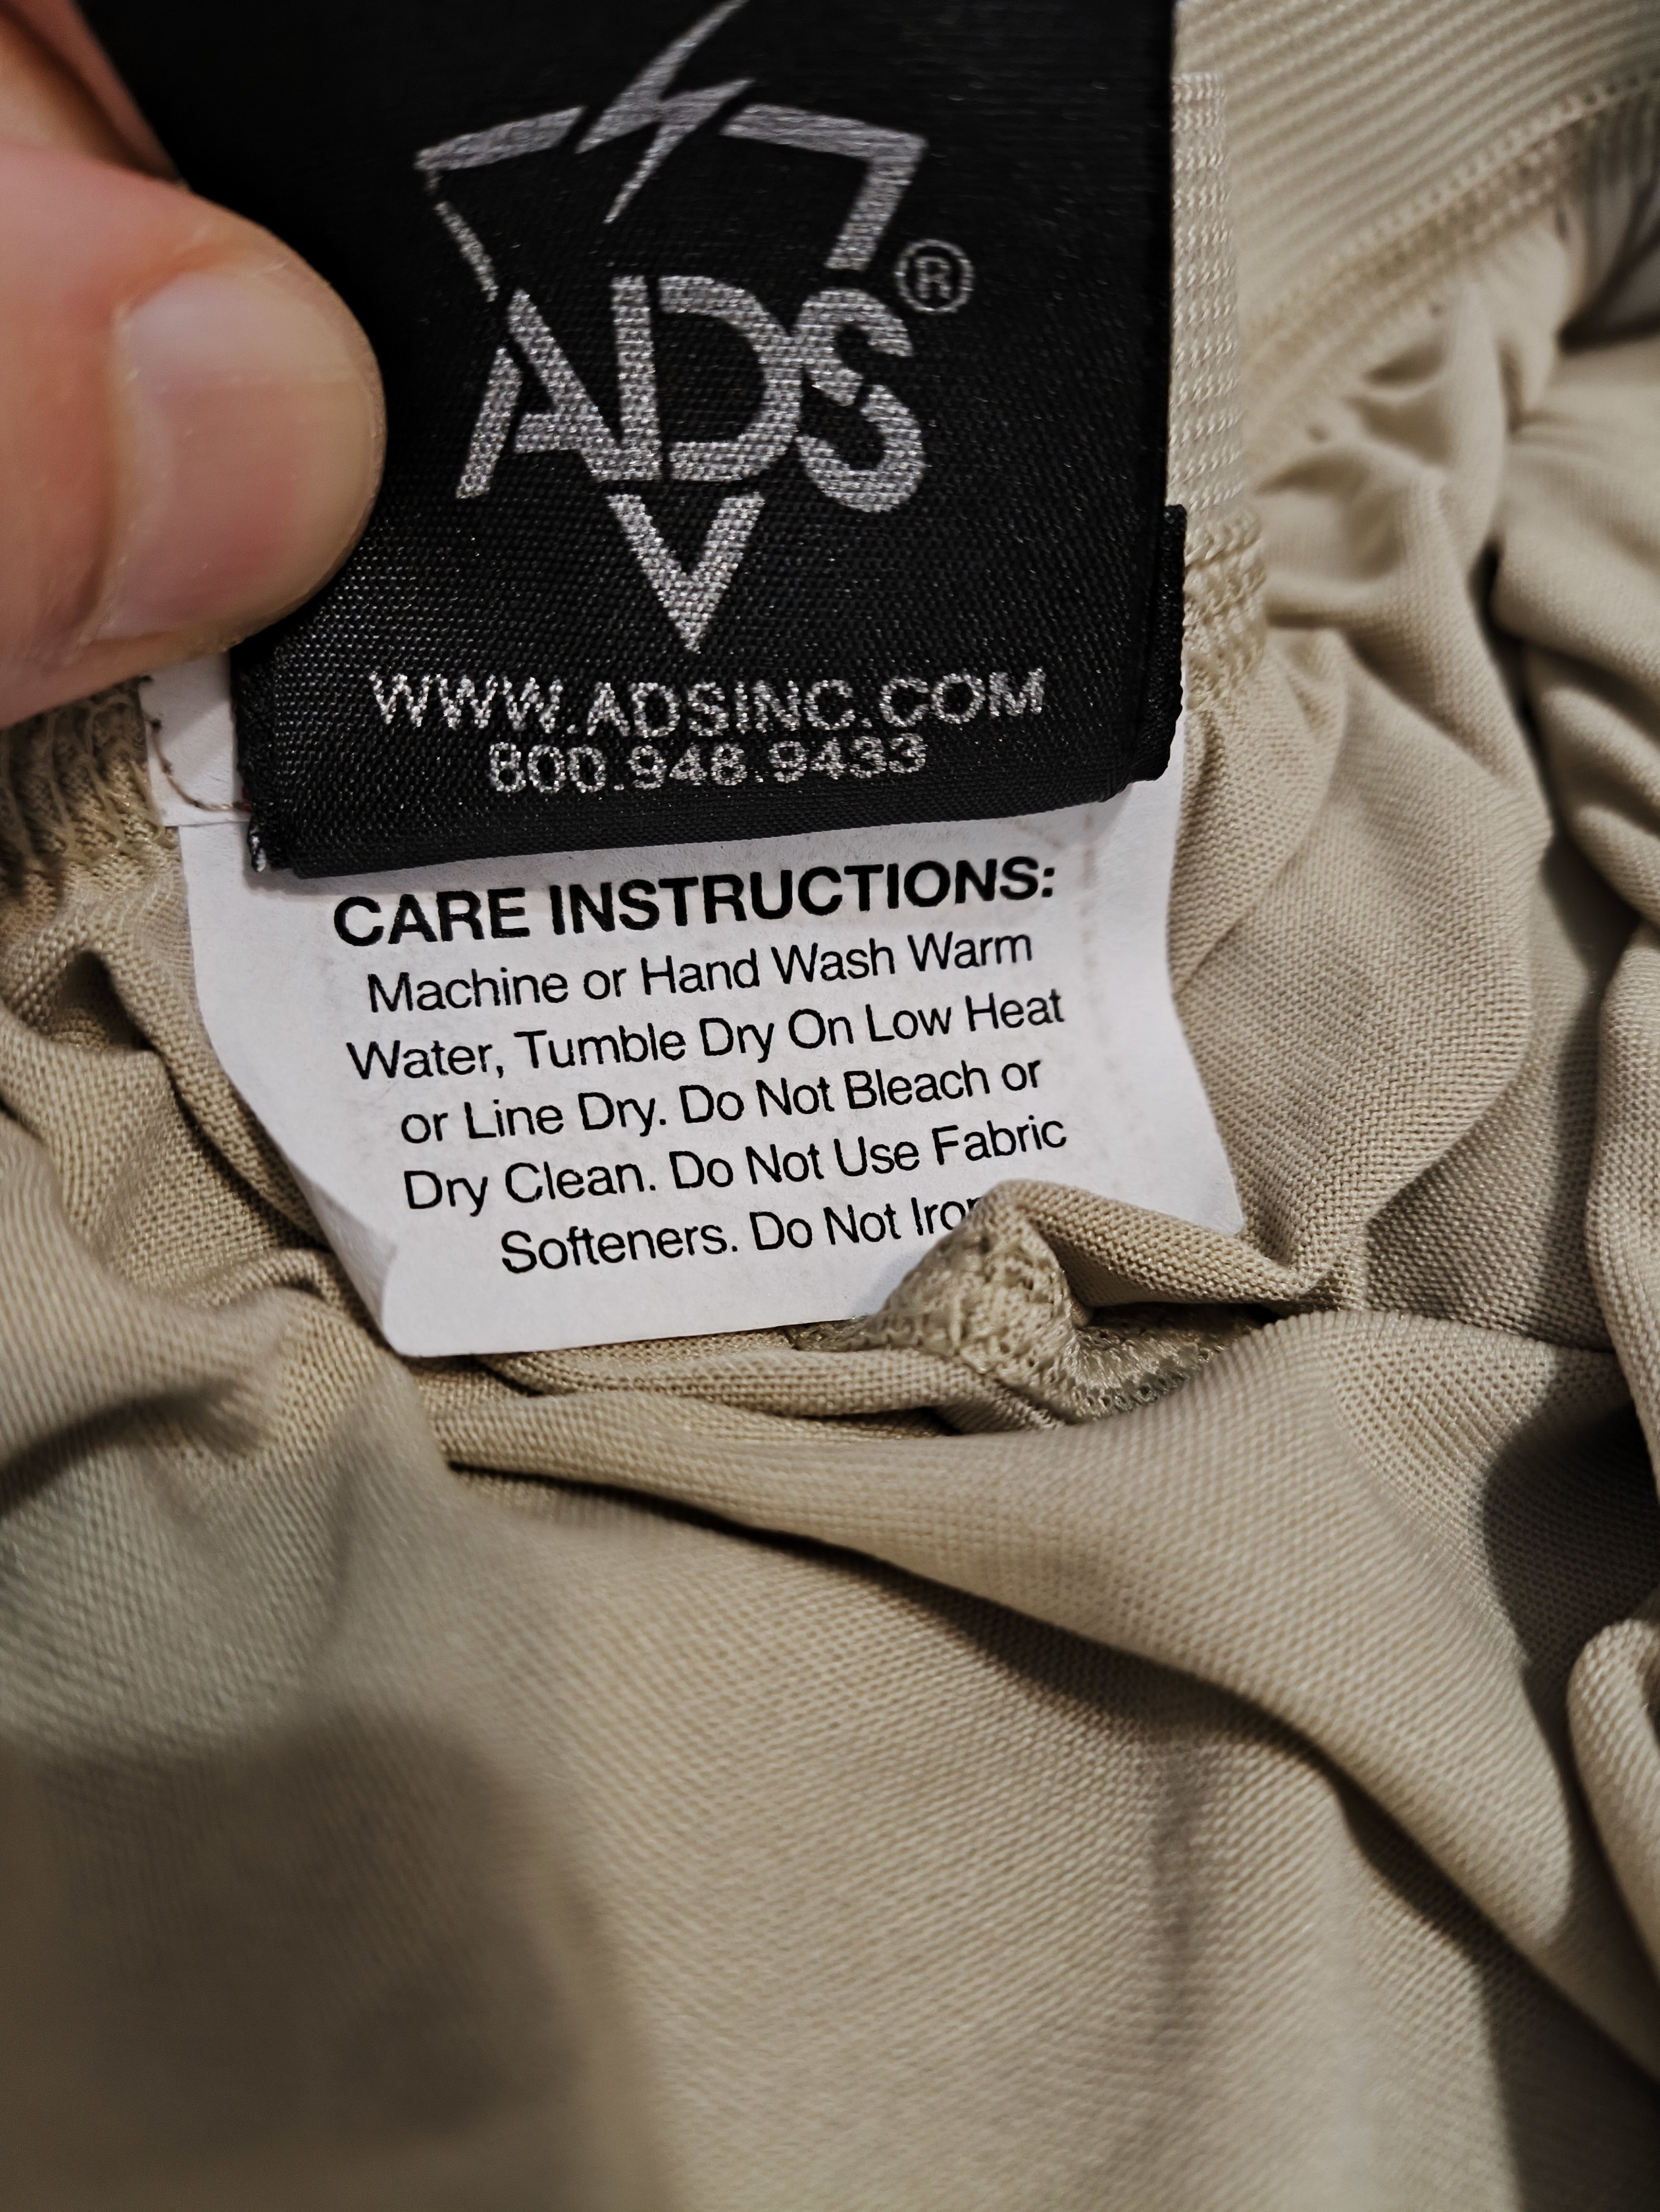 ADS®
WWW.ADSINC.COM
800.948.9433
CARE INSTRUCTIONS:
Machine or Hand Wash Warm
Water, Tumble Dry On Low Heat
or Line Dry. Do Not Bleach or
Dry Clean. Do Not Use Fabric
Softeners. Do Not Iron